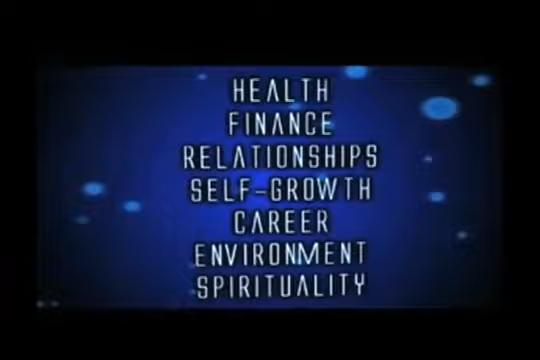 HEALTH
FINANCE
RELATIONSHIPS
SELF-GROWTH
CAREER
ENVIRONMENT
SPIRITUALITY